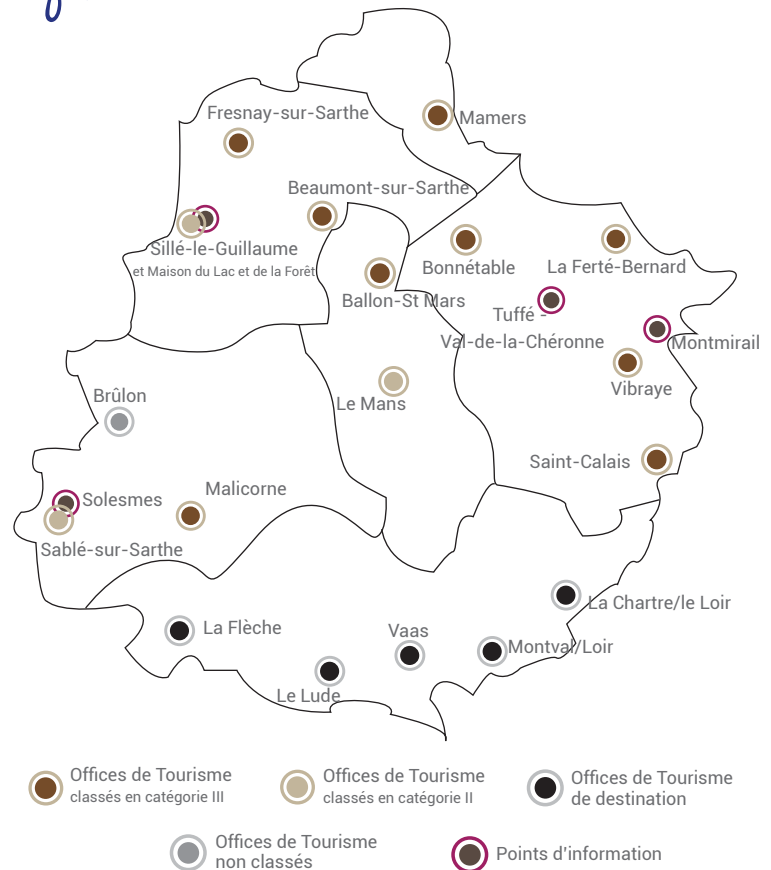 Fresnay-sur-Sarthe
Mamers
Beaumont-sur-Sarthe
Sillé-le-Guillaume
et Maison du Lac et de la Forêt
Bonnétable
La Ferté-Bernard
Ballon-St Mars
Tuffé -
Val-de-la-Chéronne
Montmirail
Vibraye
Le Mans
Brûlon
Saint-Calais
Solesmes
Malicorne
Sablé-sur-Sarthe
La Chartre/le Loir
La Flèche
Vaas
Montval/Loir
Le Lude
Offices de Tourisme
classés en catégorie III
Offices de Tourisme
classés en catégorie II
Offices de Tourisme
de destination
Offices de Tourisme
non classés
Points d'information